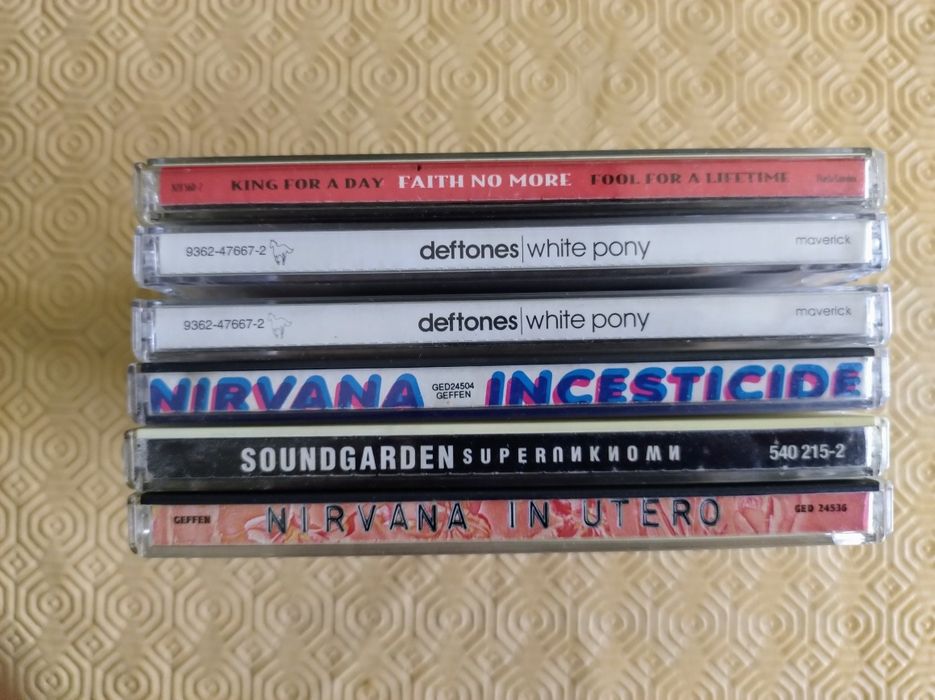 KING FOR A DAY FAITH NO MORE FOOL FOR A LIFETIME
9362-47667-2 deftones|white pony maverick
9362-47667-2 deftones|white pony maverick
NIRVANA GED24504 GEFFEN INCESTICIDE
SOUNDGARDEN SUPERUNKNOWN 540 215-2
GEFFEN NIRVANA IN UTERO GED 24536